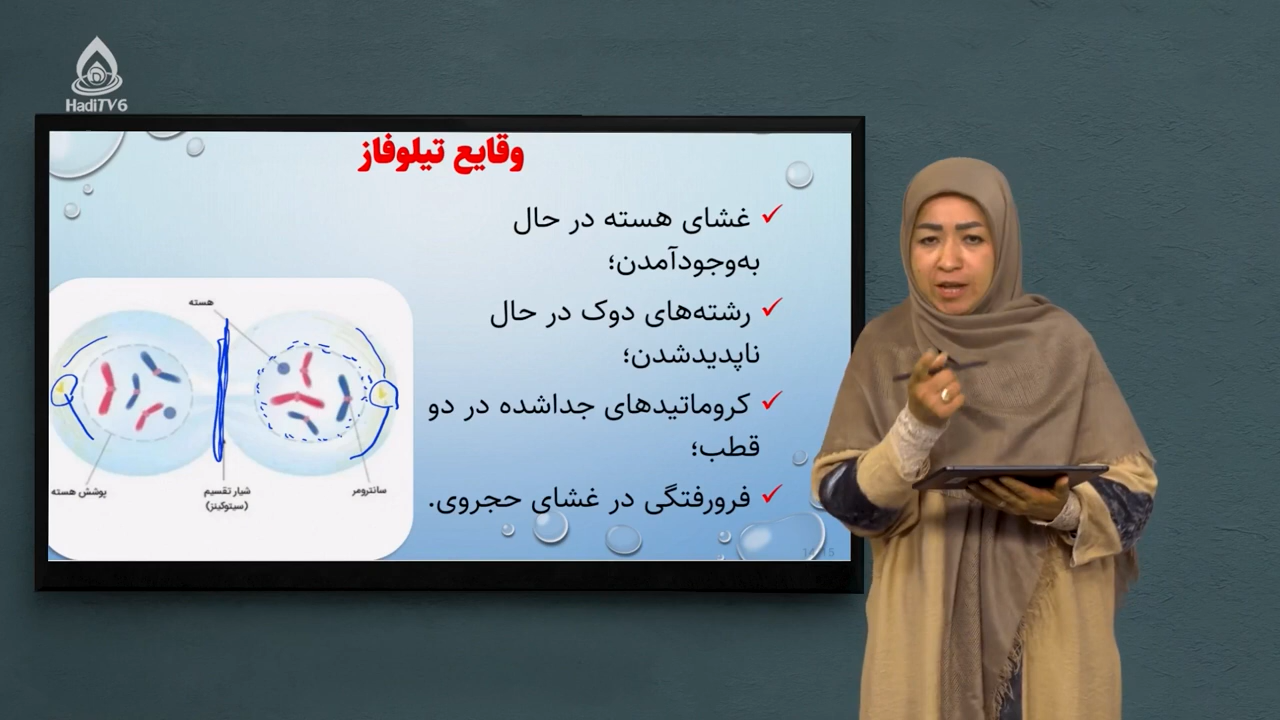 HadiTV6
وقایع تیلوفاز
غشای هسته در حال
به‌وجودآمدن؛
رشته‌های دوک در حال
ناپدیدشدن؛
کروماتیدهای جداشده در دو
قطب؛
فرورفتگی در غشای حجروی.
هسته
سانترومر
شیار تقسیم
(سیتوکینز)
پوشش هسته